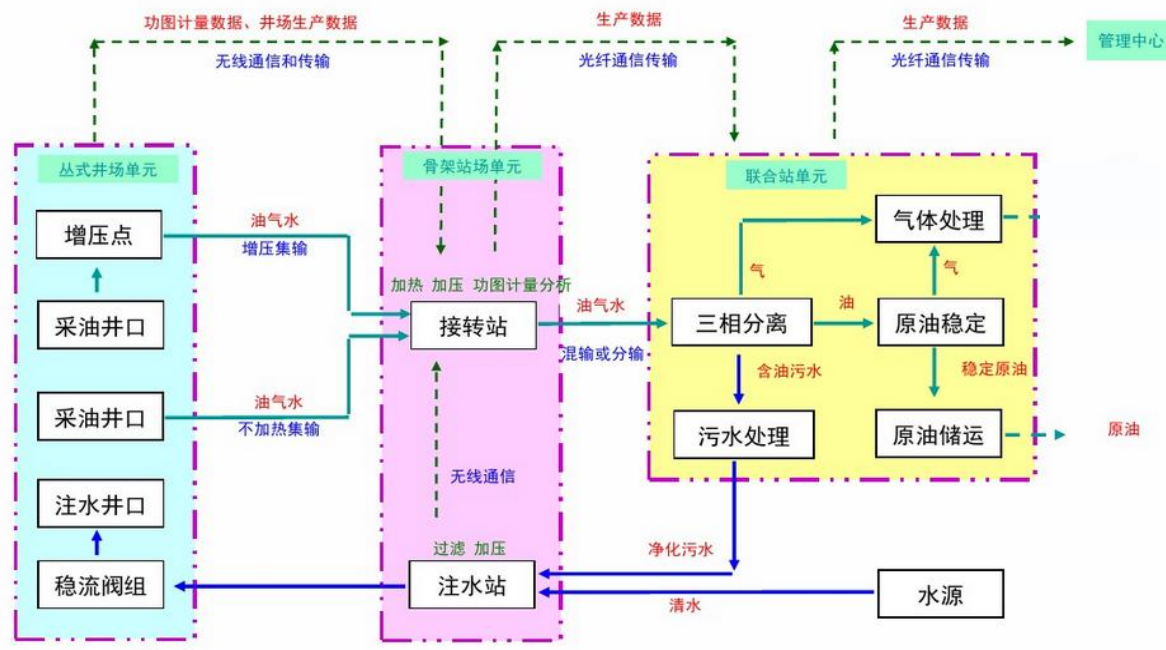 功图计量数据、井场生产数据
生产数据
生产数据
管理中心
无线通信和传输
光纤通信传输
光纤通信传输
丛式井场单元
骨架站场单元
联合站单元
增压点
油气水
增压集输
气体处理
加热 加压 功图计量分析
气
气
采油井口
接转站
油气水
混输或分输
三相分离
油
原油稳定
含油污水
稳定原油
采油井口
油气水
不加热集输
污水处理
原油储运
原油
无线通信
注水井口
过滤 加压
净化污水
稳流阀组
注水站
清水
水源